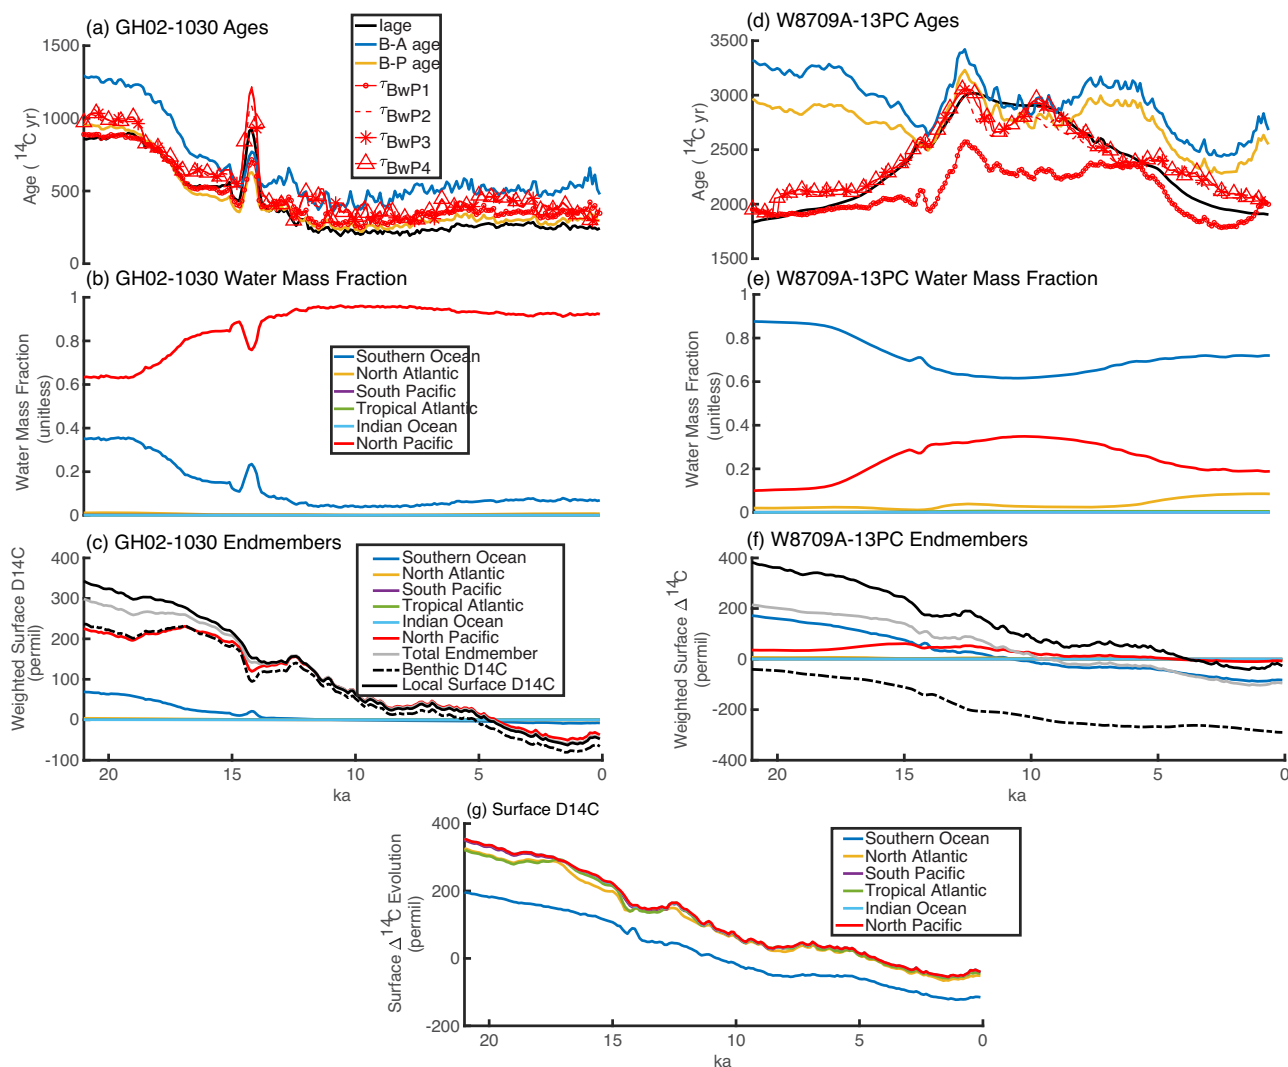 (a) GH02-1030 Ages
1500
1000
500
0
Age ( ¹⁴C yr)
Iage
B-A age
B-P age
τBwP1
τBwP2
τBwP3
τBwP4
(b) GH02-1030 Water Mass Fraction
1
0.8
0.6
0.4
0.2
0
Water Mass Fraction
(unitless)
Southern Ocean
North Atlantic
South Pacific
Tropical Atlantic
Indian Ocean
North Pacific
(c) GH02-1030 Endmembers
400
300
200
100
0
-100
Weighted Surface D14C
(permil)
Southern Ocean
North Atlantic
South Pacific
Tropical Atlantic
Indian Ocean
North Pacific
Total Endmember
Benthic D14C
Local Surface D14C
20
15
10
5
0
ka
(d) W8709A-13PC Ages
3500
3000
2500
2000
1500
Age ( ¹⁴C yr)
(e) W8709A-13PC Water Mass Fraction
1
0.8
0.6
0.4
0.2
0
Water Mass Fraction
(unitless)
(f) W8709A-13PC Endmembers
400
200
0
-200
-400
Weighted Surface Δ¹⁴C
(permil)
20
15
10
5
0
ka
(g) Surface D14C
400
200
0
-200
Surface Δ¹⁴C Evolution
(permil)
Southern Ocean
North Atlantic
South Pacific
Tropical Atlantic
Indian Ocean
North Pacific
20
15
10
5
0
ka